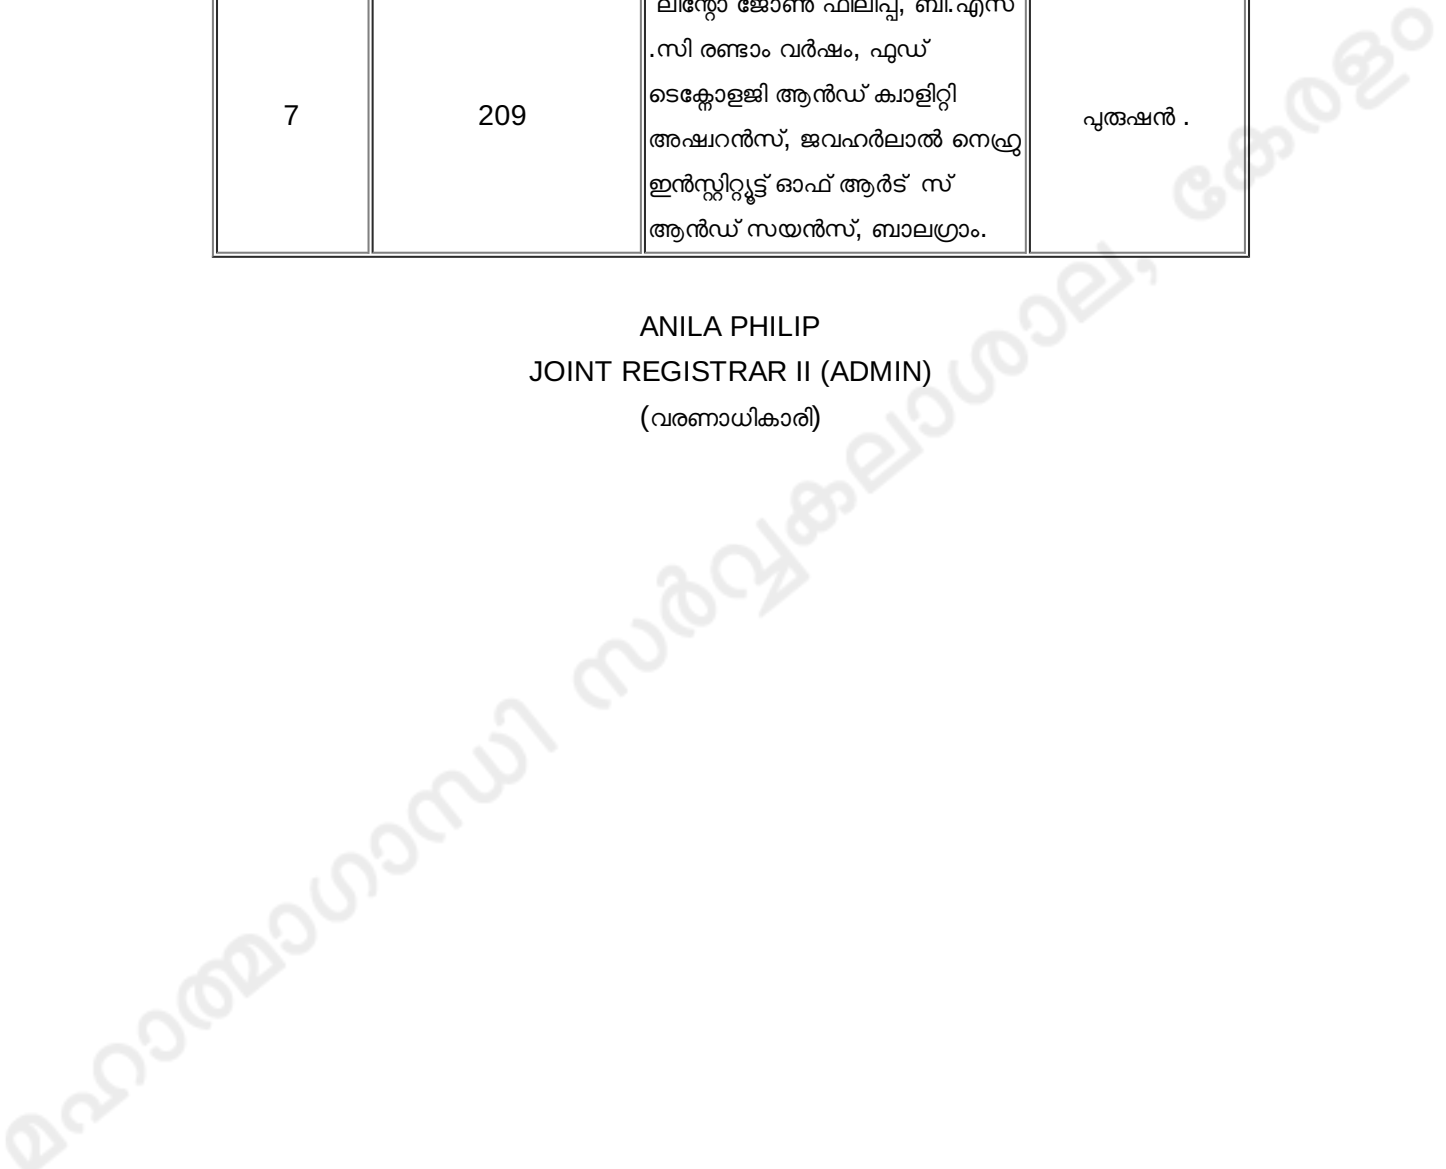 ലിന്റോ ജോൺ ഫിലിപ്പ്, ബി.എസ്
.സി രണ്ടാം വർഷം, ഫുഡ്
ടെക്നോളജി ആൻഡ് ക്വാളിറ്റി
7 209 അഷ്വറൻസ്, ജവഹർലാൽ നെഹ്രു പുരുഷൻ .
ഇൻസ്റ്റിറ്റ്യൂട്ട് ഓഫ് ആർട് സ്
ആൻഡ് സയൻസ്, ബാലഗ്രാം.
ANILA PHILIP
JOINT REGISTRAR II (ADMIN)
(വരണാധികാരി)
മഹാത്മാഗാന്ധി സർവ്വകലാശാല, കേരളം